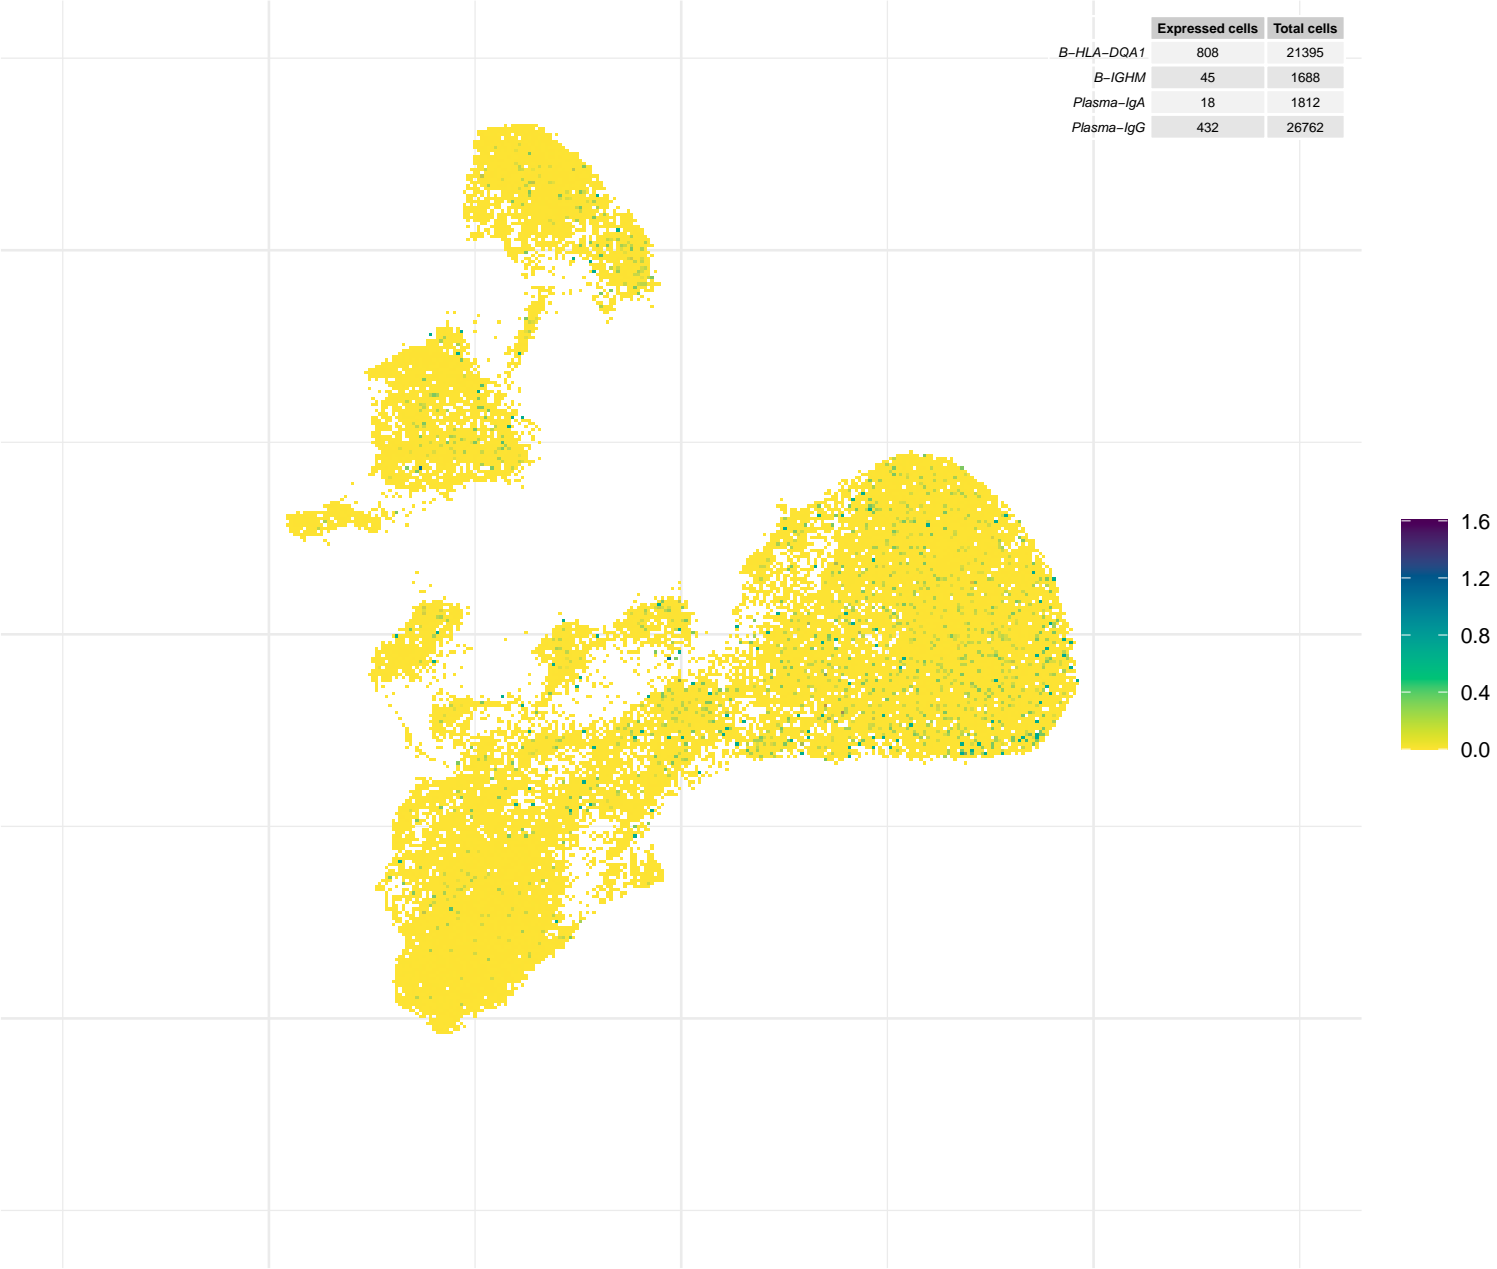 Expressed cells Total cells
B−HLA−DQA1 808 21395
B−IGHM 45 1688
Plasma−IgA 18 1812
Plasma−IgG 432 26762
1.6
1.2
0.8
0.4
0.0